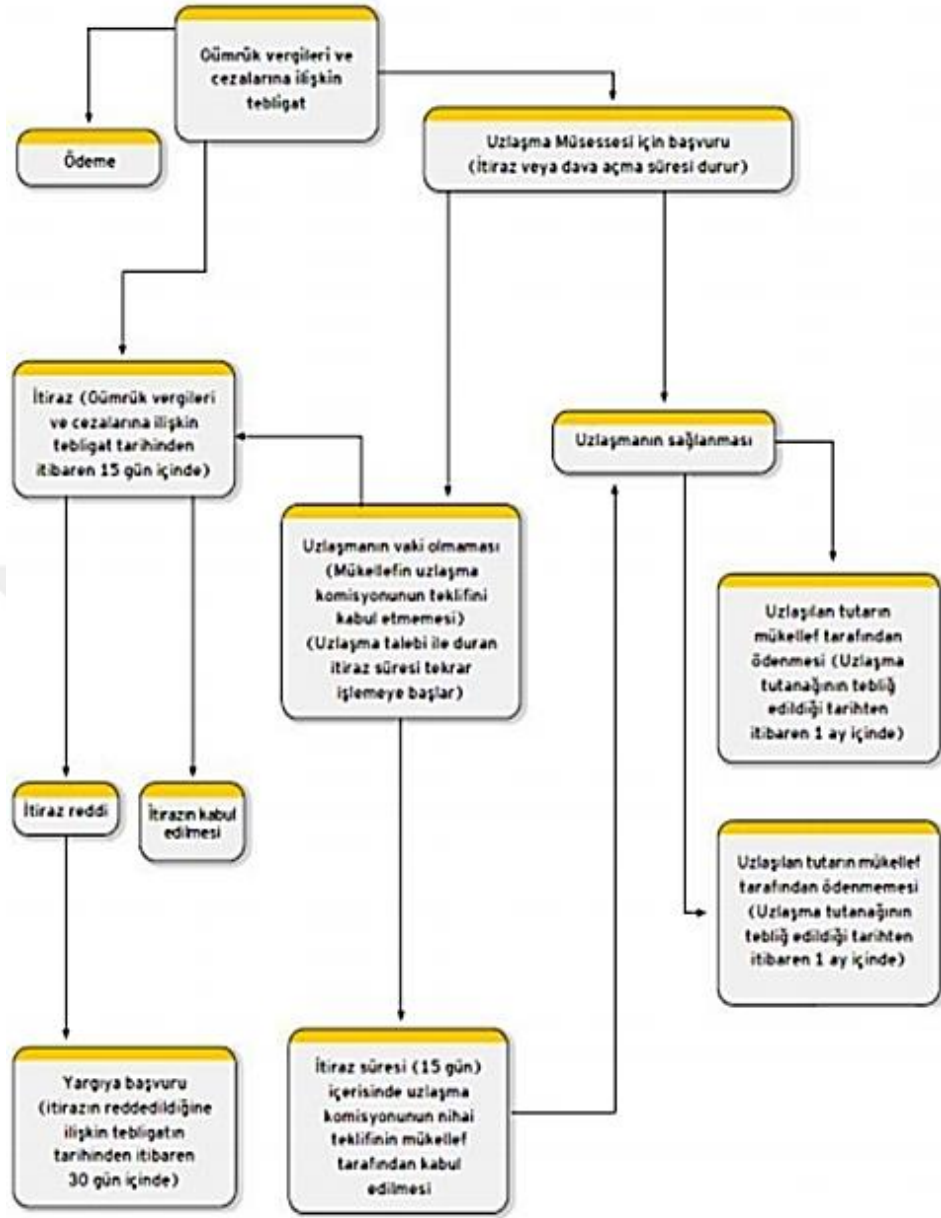 Gümrük vergileri ve
cezalarına ilişkin
tebligat
Ödeme
Uzlaşma Müsessesi için başvuru
(İtiraz veya dava açma süresi durur)
İtiraz (Gümrük vergileri
ve cezalarına ilişkin
tebligat tarihinden
itibaren 15 gün içinde)
Uzlaşmanın sağlanması
Uzlaşmanın vaki olmaması
(Mükellefin uzlaşma
komisyonunun teklifini
kabul etmemesi)
(Uzlaşma talebi ile duran
itiraz süresi tekrar
işlemeye başlar)
Uzlaşılan tutarın
mükellef tarafından
ödenmesi (Uzlaşma
tutanağının tebliğ
edildiği tarihten
itibaren 1 ay içinde)
İtiraz reddi
İtirazın kabul
edilmesi
Uzlaşılan tutarın mükellef
tarafından ödenmemesi
(Uzlaşma tutanağının
tebliğ edildiği tarihten
itibaren 1 ay içinde)
Yargıya başvuru
(itirazın reddedildiğine
ilişkin tebligatın
tarihinden itibaren
30 gün içinde)
İtiraz süresi (15 gün)
içerisinde uzlaşma
komisyonunun nihai
teklifinin mükellef
tarafından kabul
edilmesi